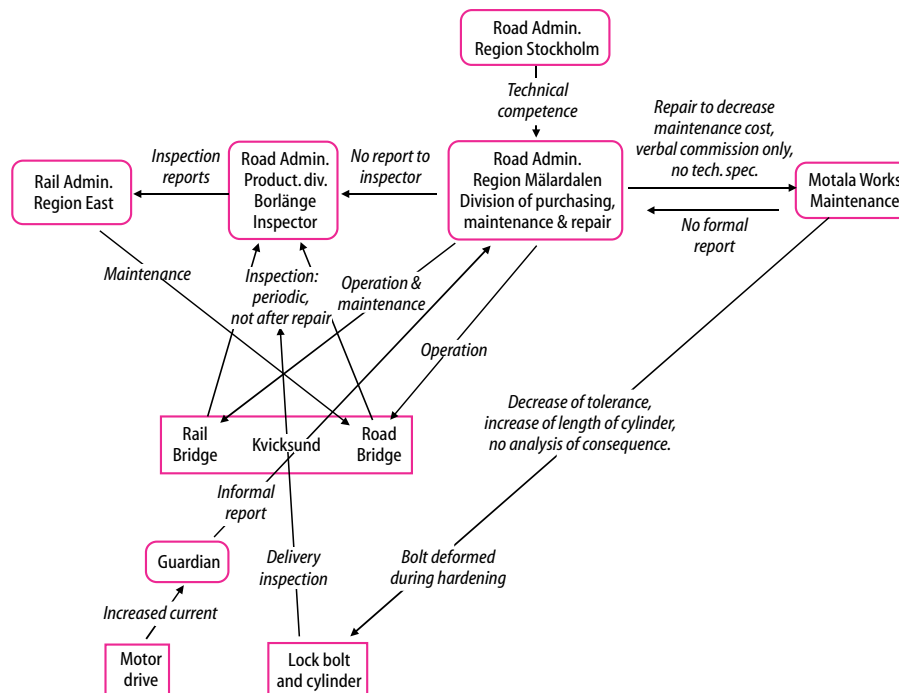 Road Admin.
Region Stockholm
Technical
competence
Repair to decrease
maintenance cost,
verbal commission only,
no tech. spec.
Inspection
reports
No report to
inspector
Rail Admin.
Region East
Road Admin.
Product. div.
Borlänge
Inspector
Road Admin.
Region Mälardalen
Division of purchasing,
maintenance & repair
Motala Works
Maintenance
No formal
report
Maintenance
Inspection:
periodic,
not after repair
Operation &
maintenance
Operation
Decrease of tolerance,
increase of length of cylinder,
no analysis of consequence.
Rail
Bridge
Kvicksund
Road
Bridge
Informal
report
Guardian
Delivery
inspection
Bolt deformed
during hardening
Increased current
Motor
drive
Lock bolt
and cylinder